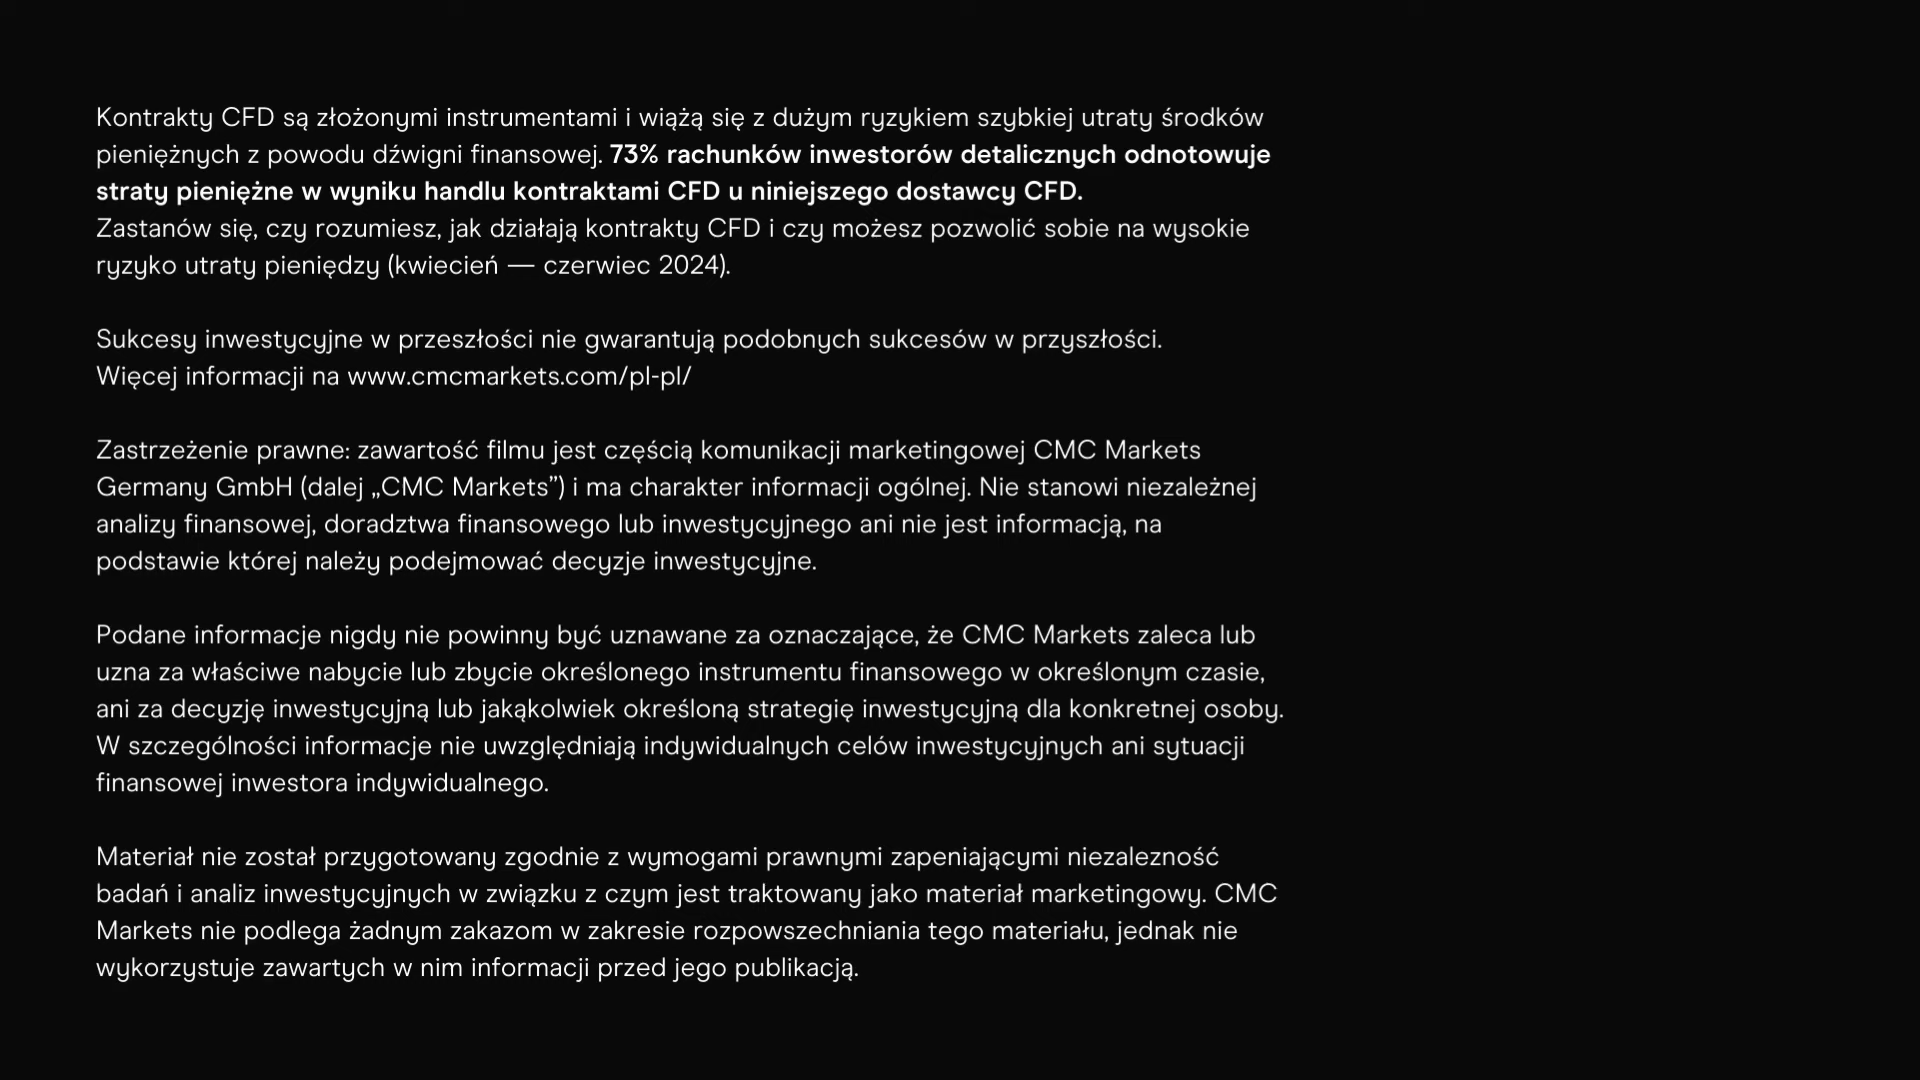 Kontrakty CFD są złożonymi instrumentami i wiążą się z dużym ryzykiem szybkiej utraty środków
pieniężnych z powodu dźwigni finansowej. 73% rachunków inwestorów detalicznych odnotowuje
straty pieniężne w wyniku handlu kontraktami CFD u niniejszego dostawcy CFD.
Zastanów się, czy rozumiesz, jak działają kontrakty CFD i czy możesz pozwolić sobie na wysokie
ryzyko utraty pieniędzy (kwiecień — czerwiec 2024).
Sukcesy inwestycyjne w przeszłości nie gwarantują podobnych sukcesów w przyszłości.
Więcej informacji na www.cmcmarkets.com/pl-pl/
Zastrzeżenie prawne: zawartość filmu jest częścią komunikacji marketingowej CMC Markets
Germany GmbH (dalej „CMC Markets”) i ma charakter informacji ogólnej. Nie stanowi niezależnej
analizy finansowej, doradztwa finansowego lub inwestycyjnego ani nie jest informacją, na
podstawie której należy podejmować decyzje inwestycyjne.
Podane informacje nigdy nie powinny być uznawane za oznaczające, że CMC Markets zaleca lub
uzna za właściwe nabycie lub zbycie określonego instrumentu finansowego w określonym czasie,
ani za decyzję inwestycyjną lub jakąkolwiek określoną strategię inwestycyjną dla konkretnej osoby.
W szczególności informacje nie uwzględniają indywidualnych celów inwestycyjnych ani sytuacji
finansowej inwestora indywidualnego.
Materiał nie został przygotowany zgodnie z wymogami prawnymi zapeniającymi niezalezność
badań i analiz inwestycyjnych w związku z czym jest traktowany jako materiał marketingowy. CMC
Markets nie podlega żadnym zakazom w zakresie rozpowszechniania tego materiału, jednak nie
wykorzystuje zawartych w nim informacji przed jego publikacją.